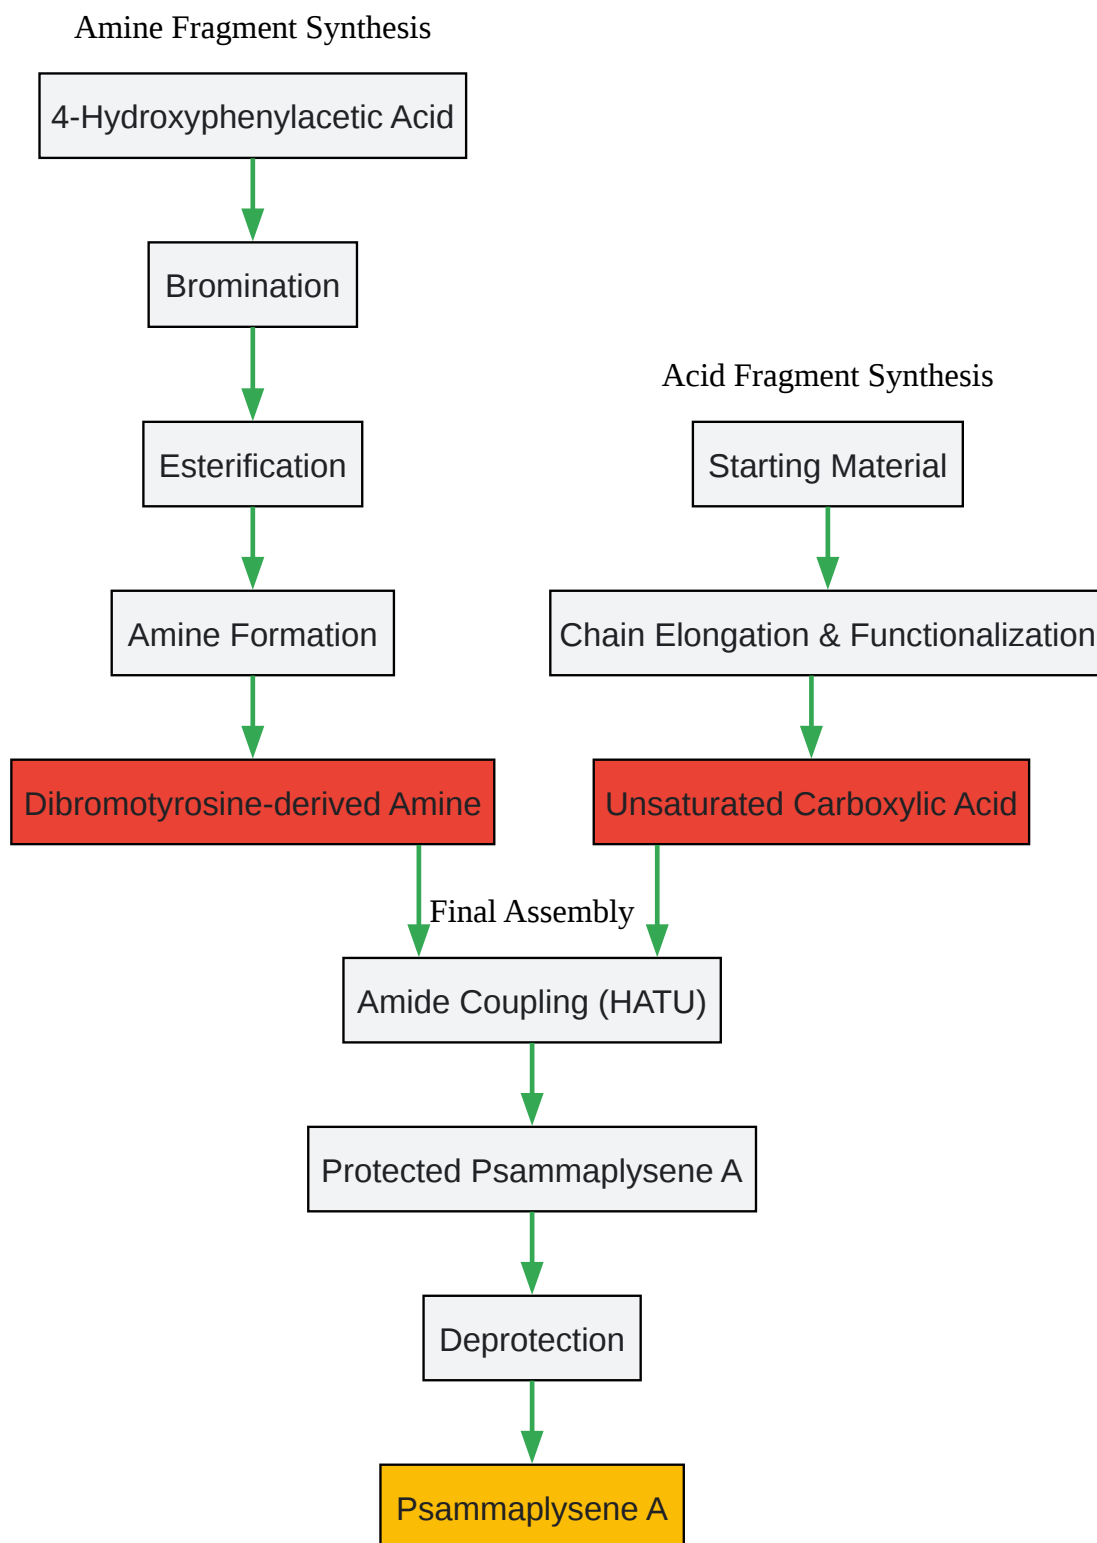 Amine Fragment Synthesis
4-Hydroxyphenylacetic Acid
Bromination
Esterification
Amine Formation
Dibromotyrosine-derived Amine
Acid Fragment Synthesis
Starting Material
Chain Elongation & Functionalization
Unsaturated Carboxylic Acid
Final Assembly
Amide Coupling (HATU)
Protected Psammaplysene A
Deprotection
Psammaplysene A